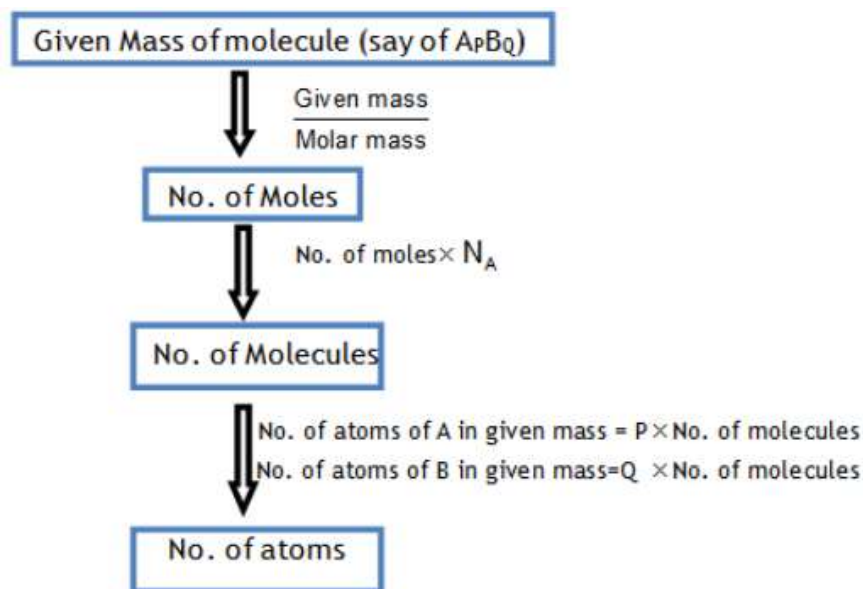 Given Mass of molecule (say of APBQ)
Given mass
Molar mass
No. of Moles
No. of moles× NA
No. of Molecules
No. of atoms of A in given mass = P×No. of molecules
No. of atoms of B in given mass=Q ×No. of molecules
No. of atoms